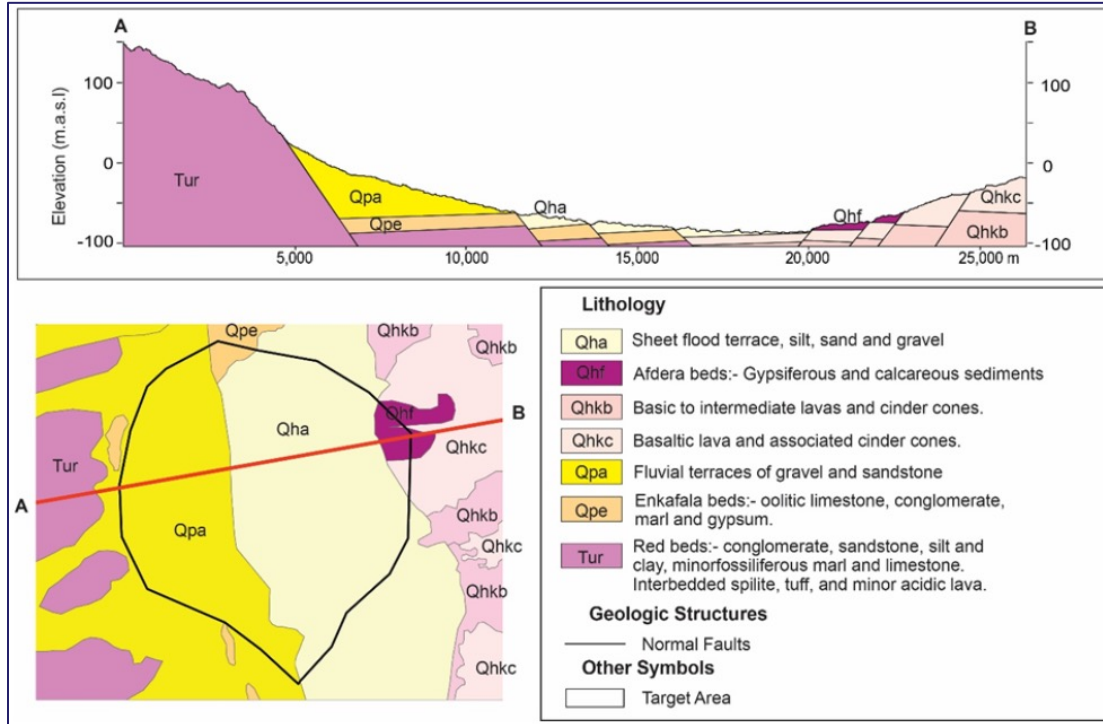 A
B
Elevation (m.a.s.l)
100
0
-100
100
0
-100
Tur
Qpa
Qpe
Qha
Qhf
Qhkc
Qhkb
5,000
10,000
15,000
20,000
25,000 m
Qpe
Qhkb
Qhkb
Qhf
B
Qha
Qhkc
Tur
A
Qpa
Qhkb
Qhkc
Qhkb
Qhkc
Lithology
Qha Sheet flood terrace, silt, sand and gravel
Qhf Afdera beds:- Gypsiferous and calcareous sediments
Qhkb Basic to intermediate lavas and cinder cones.
Qhkc Basaltic lava and associated cinder cones.
Qpa Fluvial terraces of gravel and sandstone
Qpe Enkafala beds:- oolitic limestone, conglomerate,
marl and gypsum.
Tur Red beds:- conglomerate, sandstone, silt and
clay, minorfossiliferous marl and limestone.
Interbedded spilite, tuff, and minor acidic lava.
Geologic Structures
Normal Faults
Other Symbols
Target Area